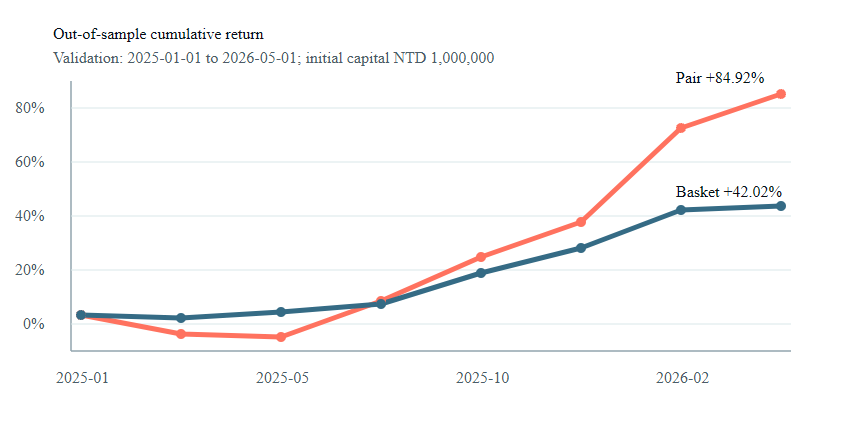 Out-of-sample cumulative return
Validation: 2025-01-01 to 2026-05-01; initial capital NTD 1,000,000
Pair +84.92%
80%
60%
Basket +42.02%
40%
20%
0%
2025-01 2025-05 2025-10 2026-02